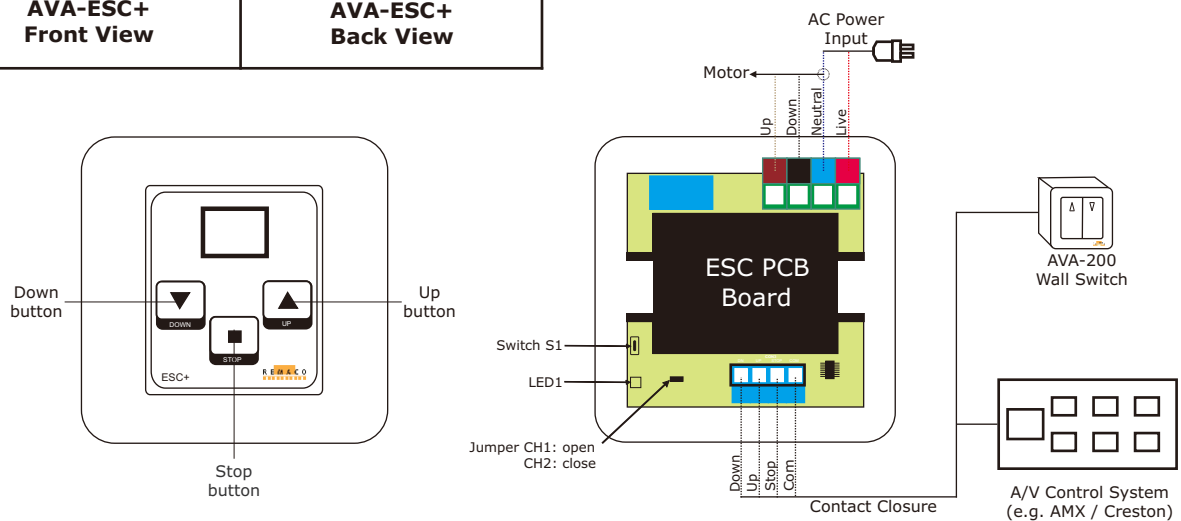 AVA-ESC+
Front View
AVA-ESC+
Back View
AC Power
Input
Motor
Up
Down
Neutral
Live
Down
button
Up
button
DOWN
UP
STOP
ESC+
REMACO
Stop
button
ESC PCB
Board
Switch S1
LED1
Jumper CH1: open
CH2: close
Down
Up
Stop
Com
Contact Closure
AVA-200
Wall Switch
A/V Control System
(e.g. AMX / Creston)